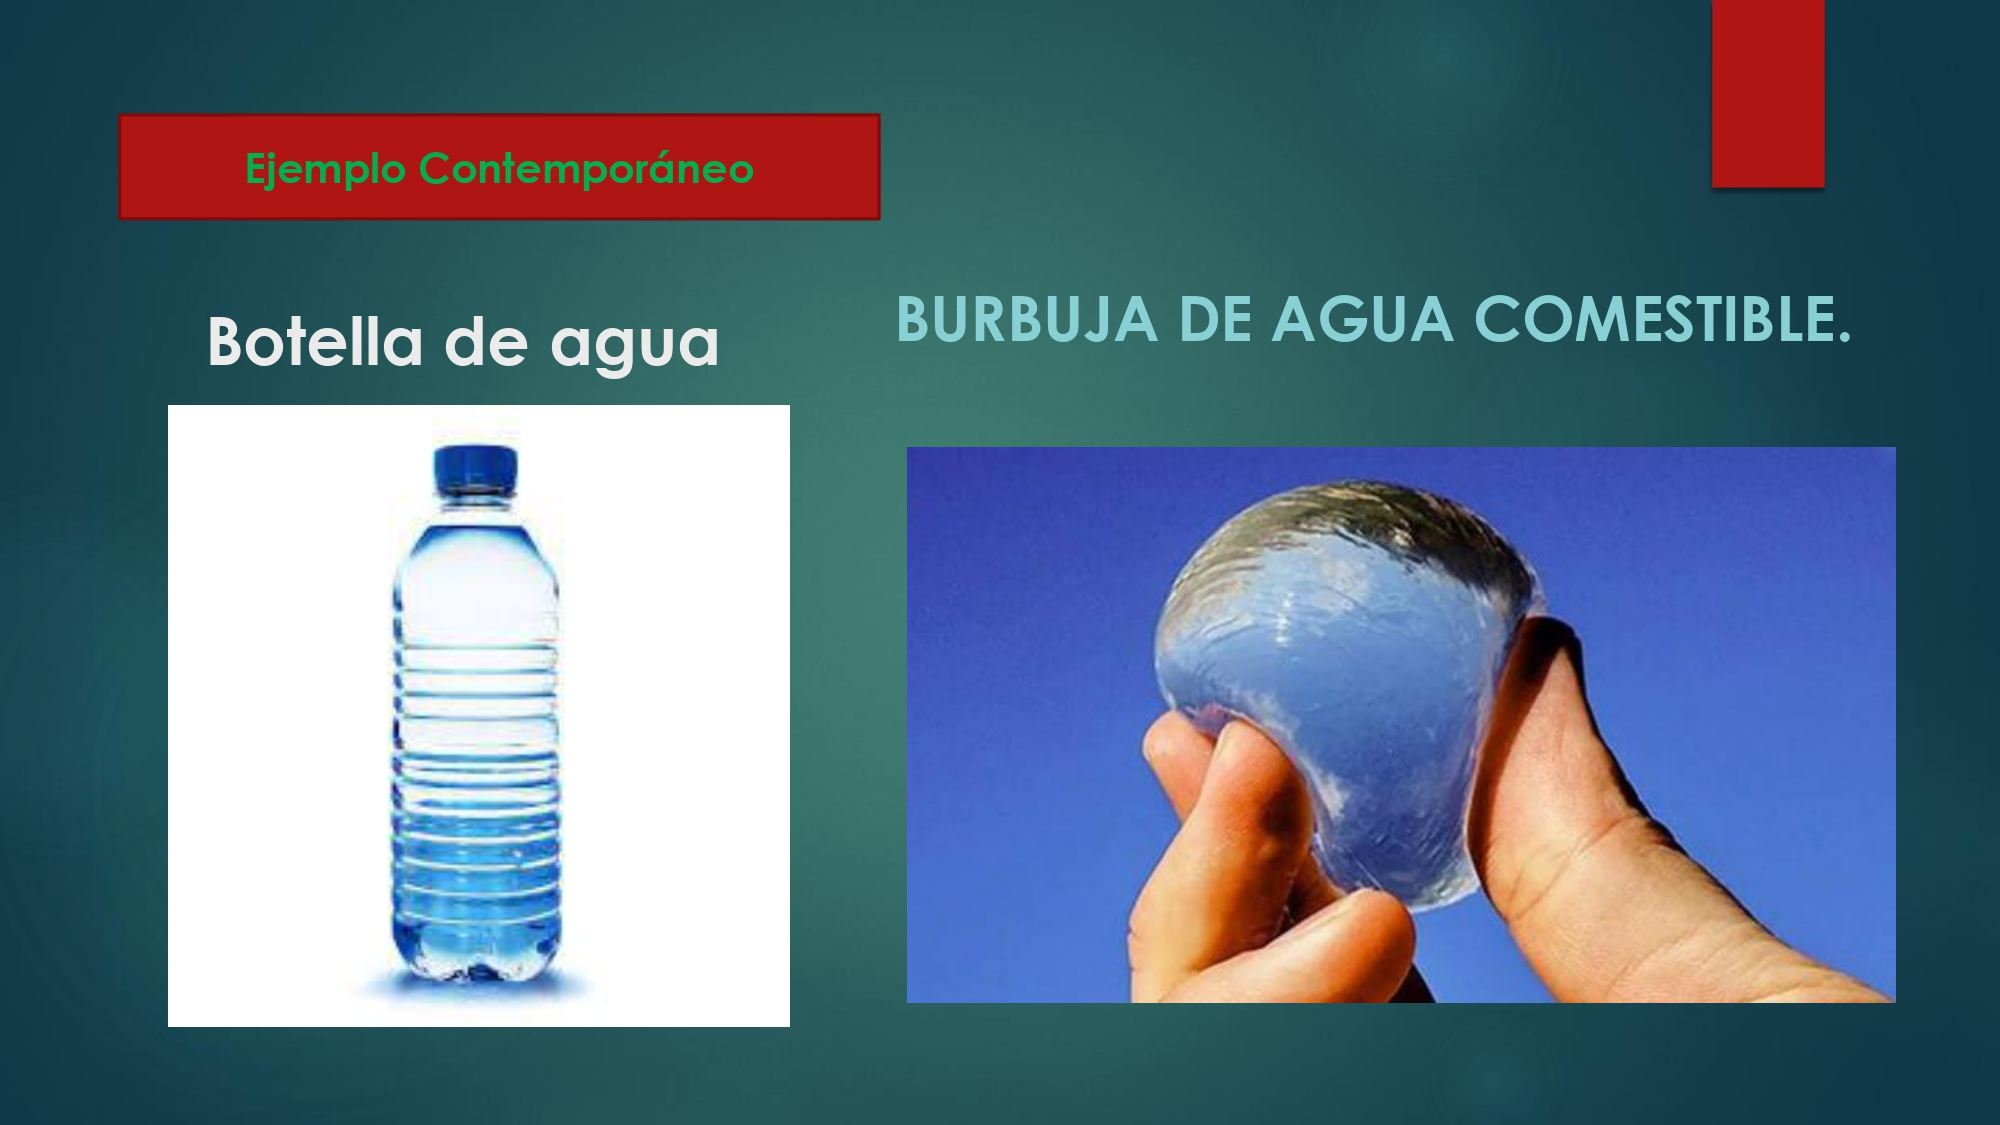 Ejemplo Contemporáneo
Botella de agua
BURBUJA DE AGUA COMESTIBLE.